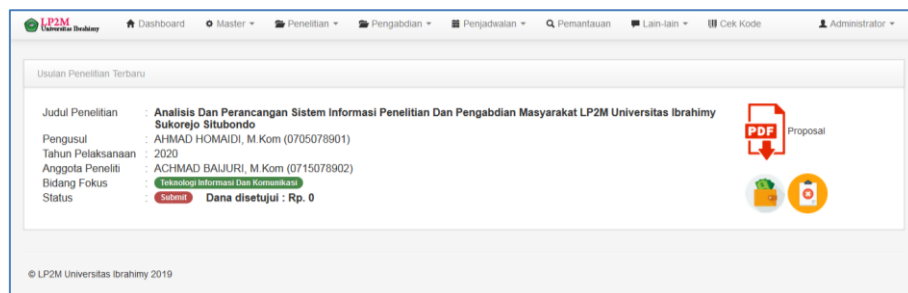 LP2M
Universitas Ibrahimy
Dashboard Master Penelitian Pengabdian Penjadwalan Pemantauan Lain-lain Cek Kode Administrator
Usulan Penelitian Terbaru
Judul Penelitian : Analisis Dan Perancangan Sistem Informasi Penelitian Dan Pengabdian Masyarakat LP2M Universitas Ibrahimy
Sukorejo Situbondo
Pengusul : AHMAD HOMAIDI, M.Kom (0705078901)
Tahun Pelaksanaan : 2020
Anggota Peneliti : ACHMAD BAIJURI, M.Kom (0715078902)
Bidang Fokus : Teknologi Informasi Dan Komunikasi
Status : Submit Dana disetujui : Rp. 0
PDF Proposal
© LP2M Universitas Ibrahimy 2019